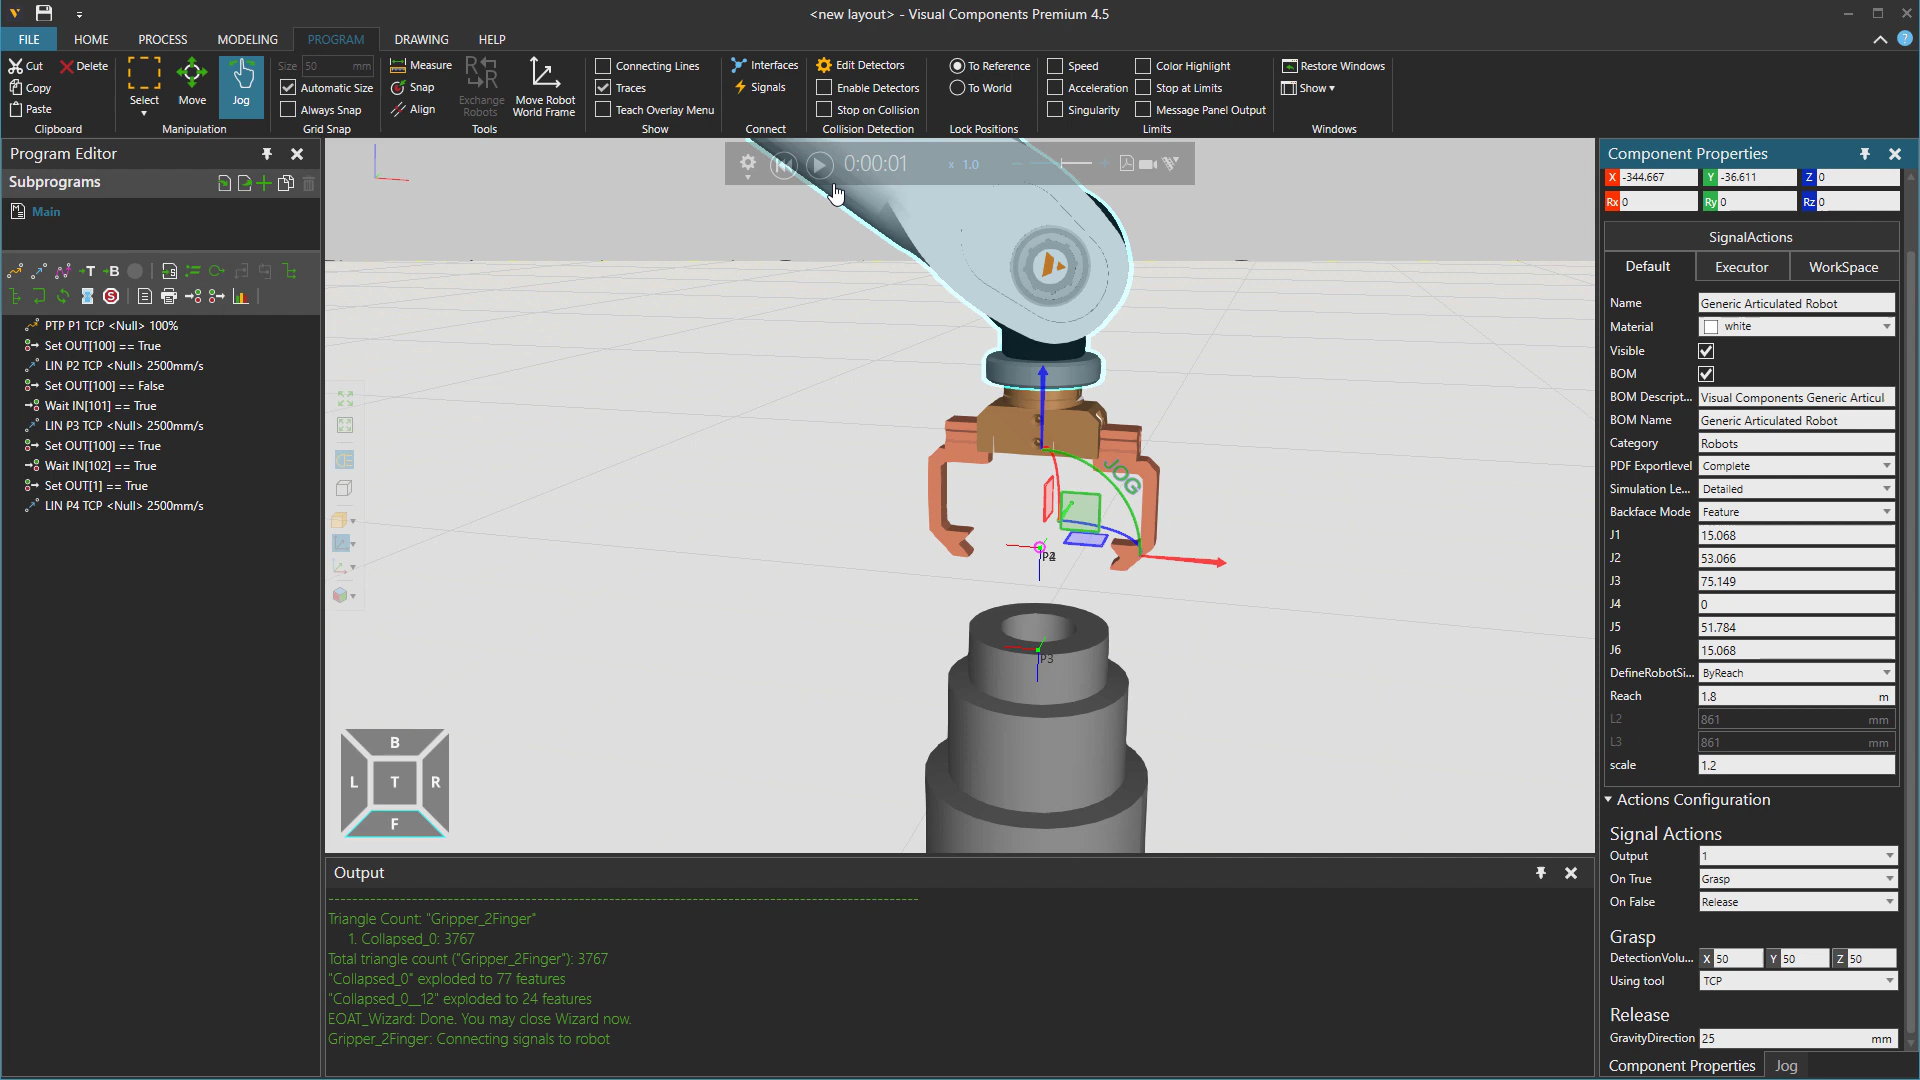 <new layout> - Visual Components Premium 4.5
FILE HOME PROCESS MODELING PROGRAM DRAWING HELP
Cut Delete
Copy
Paste
Clipboard
Select Move Jog
Manipulation
Size 50 mm
Automatic Size
Always Snap
Grid Snap
Measure
Snap
Align
Exchange Robots
Move Robot World Frame
Tools
Connecting Lines
Traces
Teach Overlay Menu
Show
Interfaces
Signals
Connect
Edit Detectors
Enable Detectors
Stop on Collision
Collision Detection
To Reference
To World
Lock Positions
Speed Color Highlight
Acceleration Stop at Limits
Singularity Message Panel Output
Limits
Restore Windows
Show
Windows
Program Editor
Subprograms
Main
PTP P1 TCP <Null> 100%
Set OUT[100] == True
LIN P2 TCP <Null> 2500mm/s
Set OUT[100] == False
Wait IN[101] == True
LIN P3 TCP <Null> 2500mm/s
Set OUT[100] == True
Wait IN[102] == True
Set OUT[1] == True
LIN P4 TCP <Null> 2500mm/s
0:00:01 x 1.0
JOG
P3
B
L T R
F
Output
Triangle Count: "Gripper_2Finger"
1. Collapsed_0: 3767
Total triangle count ("Gripper_2Finger"): 3767
"Collapsed_0" exploded to 77 features
"Collapsed_0__12" exploded to 24 features
EOAT_Wizard: Done. You may close Wizard now.
Gripper_2Finger: Connecting signals to robot
Component Properties
X -344.667 Y -36.611 Z 0
Rx 0 Ry 0 Rz 0
SignalActions
Default Executor WorkSpace
Name Generic Articulated Robot
Material white
Visible
BOM
BOM Descript... Visual Components Generic Articul
BOM Name Generic Articulated Robot
Category Robots
PDF Exportlevel Complete
Simulation Le... Detailed
Backface Mode Feature
J1 15.068
J2 53.066
J3 75.149
J4 0
J5 51.784
J6 15.068
DefineRobotSi... ByReach
Reach 1.8 m
L2 861 mm
L3 861 mm
scale 1.2
Actions Configuration
Signal Actions
Output 1
On True Grasp
On False Release
Grasp
DetectionVolu... X 50 Y 50 Z 50
Using tool TCP
Release
GravityDirection 25 mm
Component Properties Jog